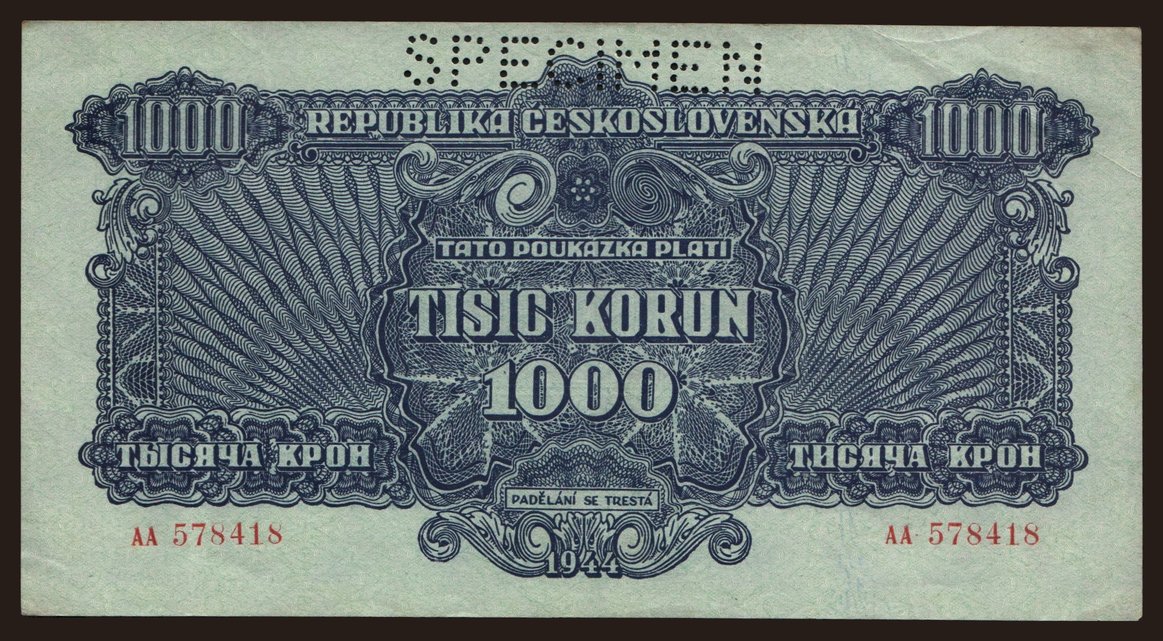 SPECIMEN
1000 REPUBLIKA ČESKOSLOVENSKÁ 1000
TATO POUKÁZKA PLATÍ
TISÍC KORUN
1000
ТЫСЯЧА КРОН ТИСЯЧА КРОН
PADĚLÁNÍ SE TRESTÁ
AA 578418 AA 578418
1944